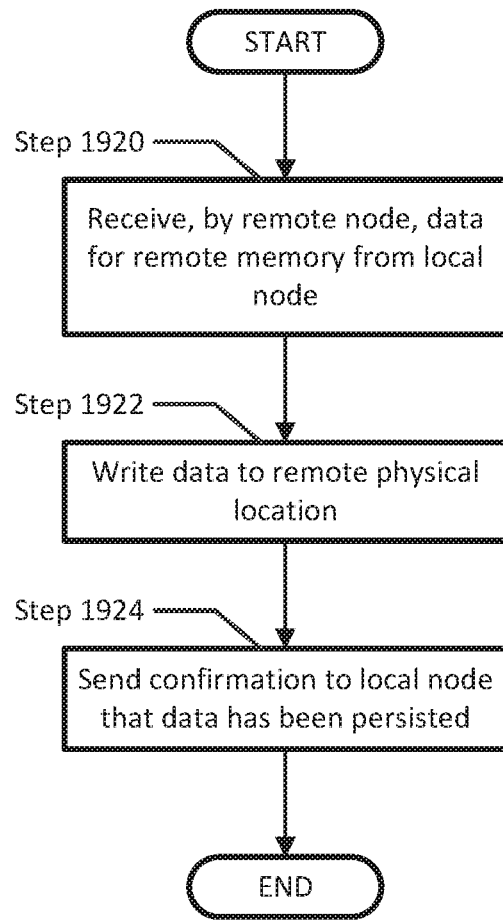 START
Step 1920
Receive, by remote node, data
for remote memory from local
node
Step 1922
Write data to remote physical
location
Step 1924
Send confirmation to local node
that data has been persisted
END